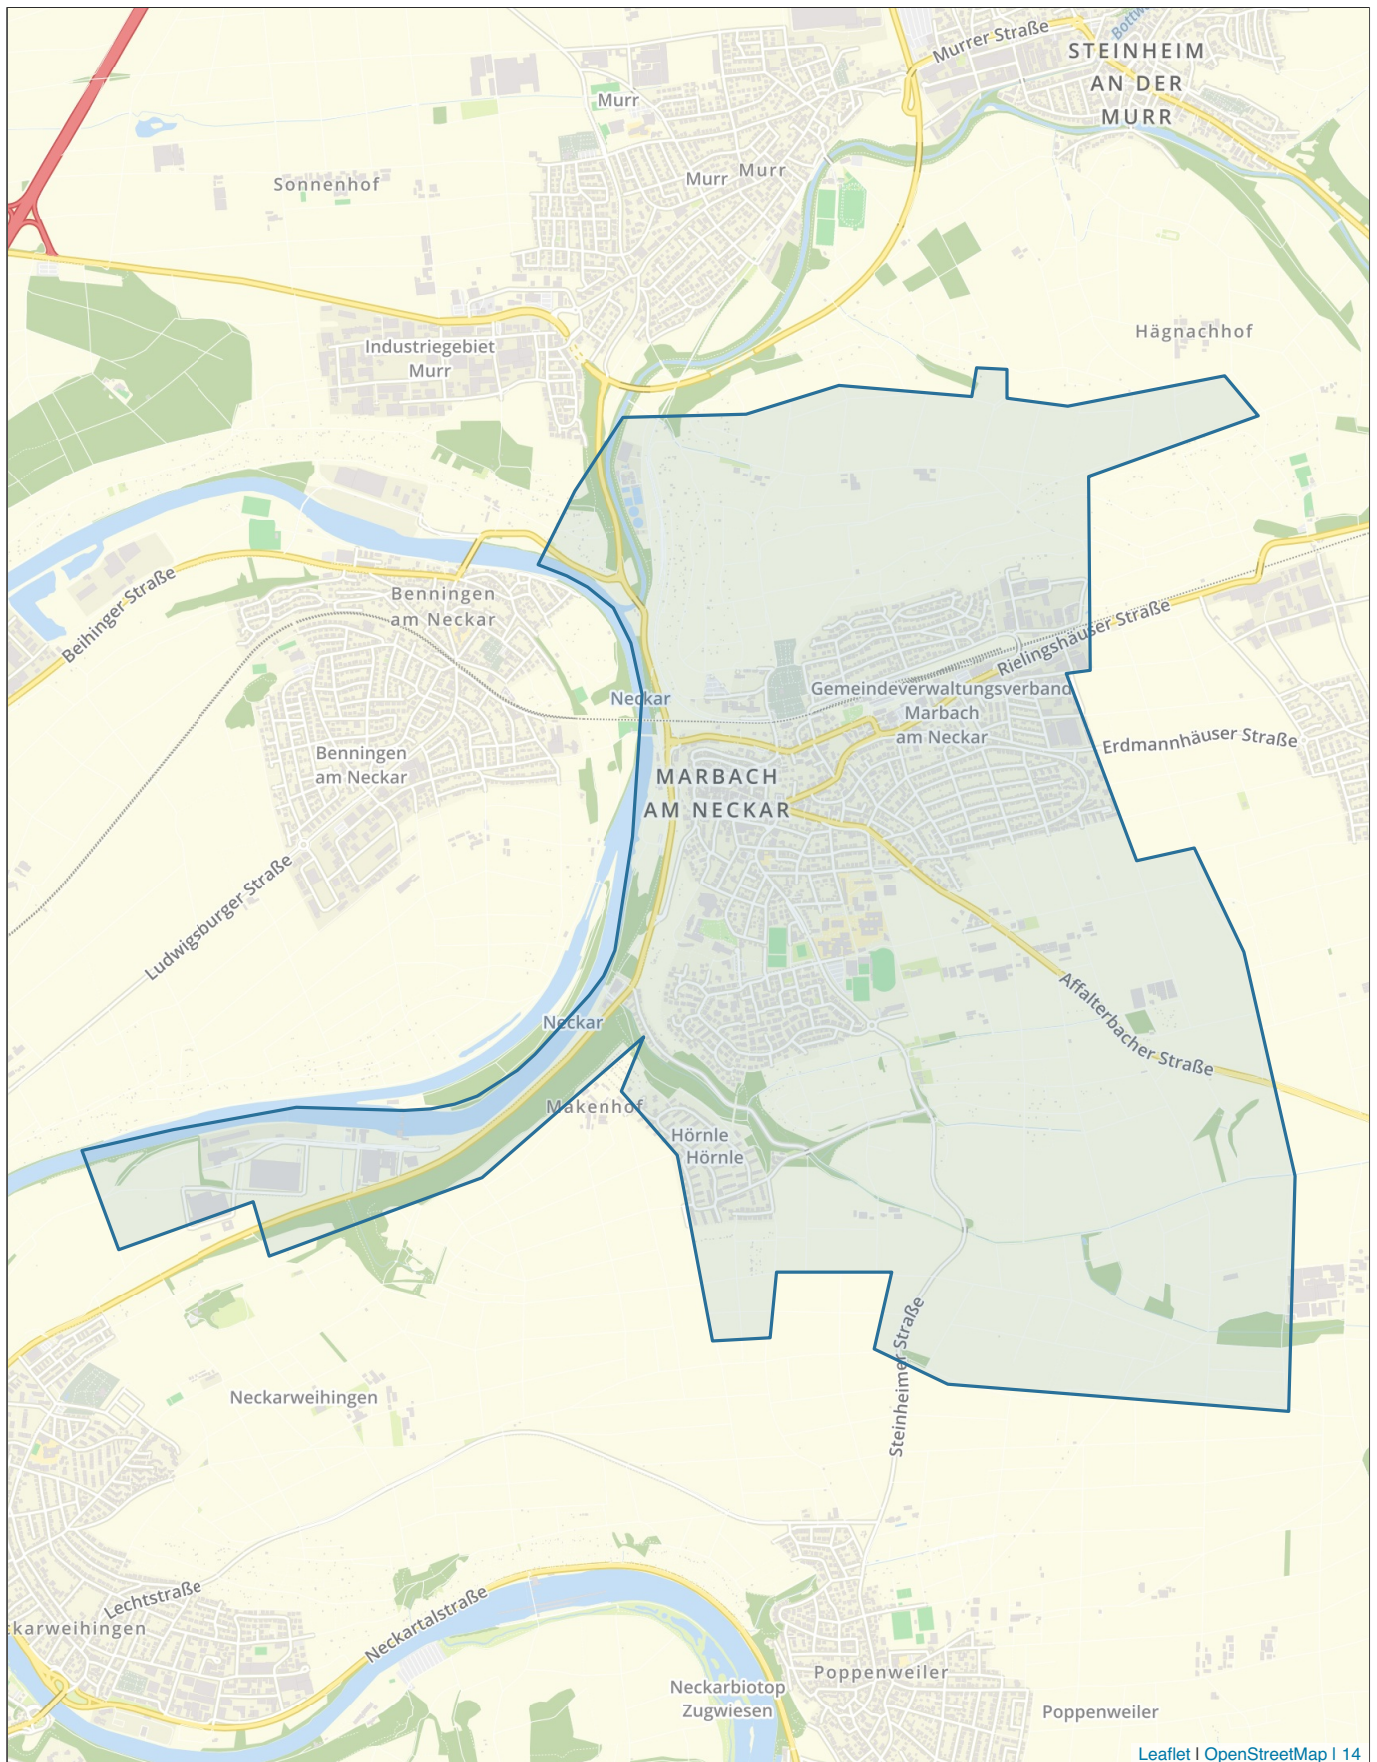 Murrer Straße
Bottw
STEINHEIM
AN DER
MURR
Murr
Murr
Murr
Sonnenhof
Hägnachhof
Industriegebiet
Murr
Beihinger Straße
Benningen
am Neckar
Rielingshäuser Straße
Neckar
Gemeindeverwaltungsverband
Marbach
am Neckar
Erdmannhäuser Straße
Benningen
am Neckar
MARBACH
AM NECKAR
Ludwigsburger Straße
Affalterbacher Straße
Neckar
Makenhof
Hörnle
Hörnle
Steinheimer Straße
Neckarweihingen
Lechtstraße
ckarweihingen
Neckartalstraße
Poppenweiler
Neckarbiotop
Zugwiesen
Poppenweiler
Leaflet | OpenStreetMap | 14